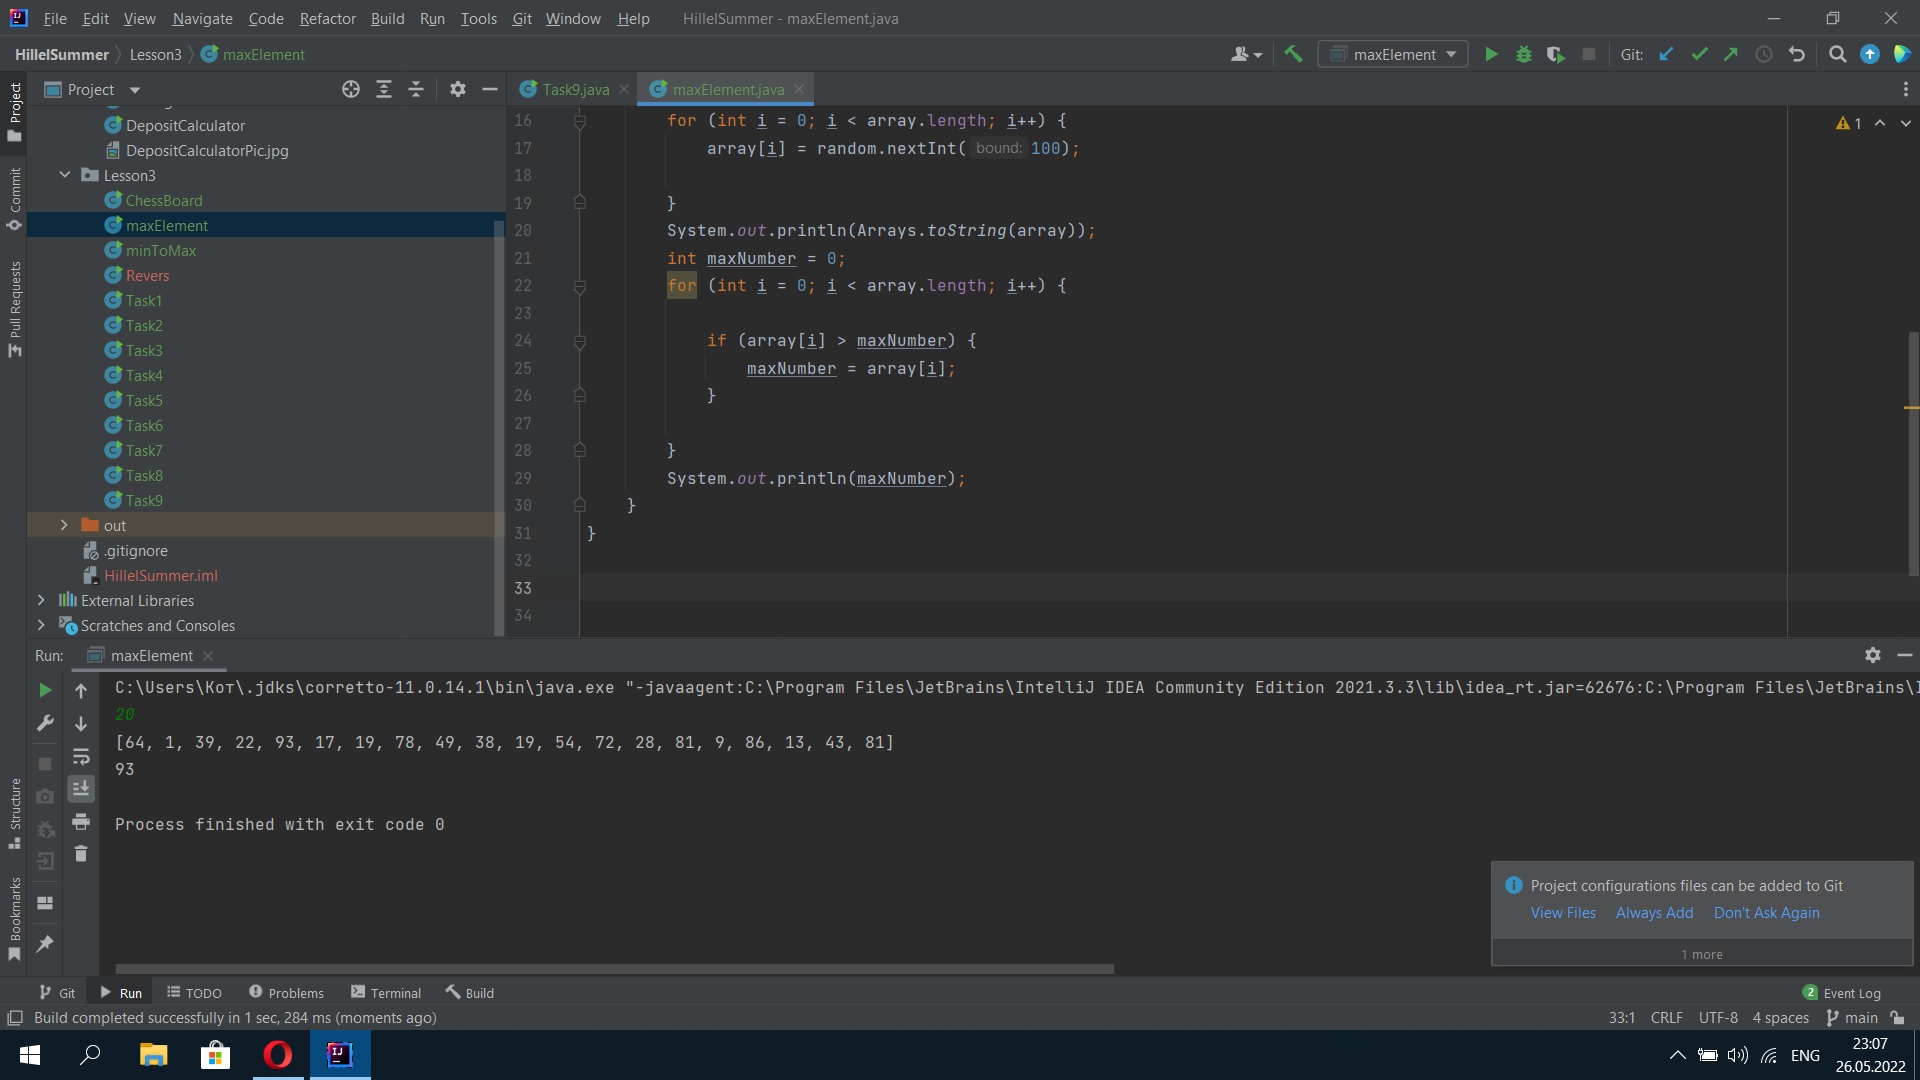 File Edit View Navigate Code Refactor Build Run Tools Git Window Help HillelSummer - maxElement.java
HillelSummer Lesson3 maxElement maxElement Git:
Project Task9.java maxElement.java
Project
Commit
Pull Requests
Structure
Bookmarks
DepositCalculator
DepositCalculatorPic.jpg
Lesson3
ChessBoard
maxElement
minToMax
Revers
Task1
Task2
Task3
Task4
Task5
Task6
Task7
Task8
Task9
out
.gitignore
HillelSummer.iml
External Libraries
Scratches and Consoles
1
16 for (int i = 0; i < array.length; i++) {
17 array[i] = random.nextInt( bound: 100);
18
19 }
20 System.out.println(Arrays.toString(array));
21 int maxNumber = 0;
22 for (int i = 0; i < array.length; i++) {
23
24 if (array[i] > maxNumber) {
25 maxNumber = array[i];
26 }
27
28 }
29 System.out.println(maxNumber);
30 }
31 }
32
33
34
Run: maxElement
C:\Users\Кот\.jdks\corretto-11.0.14.1\bin\java.exe "-javaagent:C:\Program Files\JetBrains\IntelliJ IDEA Community Edition 2021.3.3\lib\idea_rt.jar=62676:C:\Program Files\JetBrains\
20
[64, 1, 39, 22, 93, 17, 19, 78, 49, 38, 19, 54, 72, 28, 81, 9, 86, 13, 43, 81]
93
Process finished with exit code 0
Project configurations files can be added to Git
View Files Always Add Don't Ask Again
1 more
Git Run TODO Problems Terminal Build 2 Event Log
Build completed successfully in 1 sec, 284 ms (moments ago) 33:1 CRLF UTF-8 4 spaces main
ENG 23:07
26.05.2022